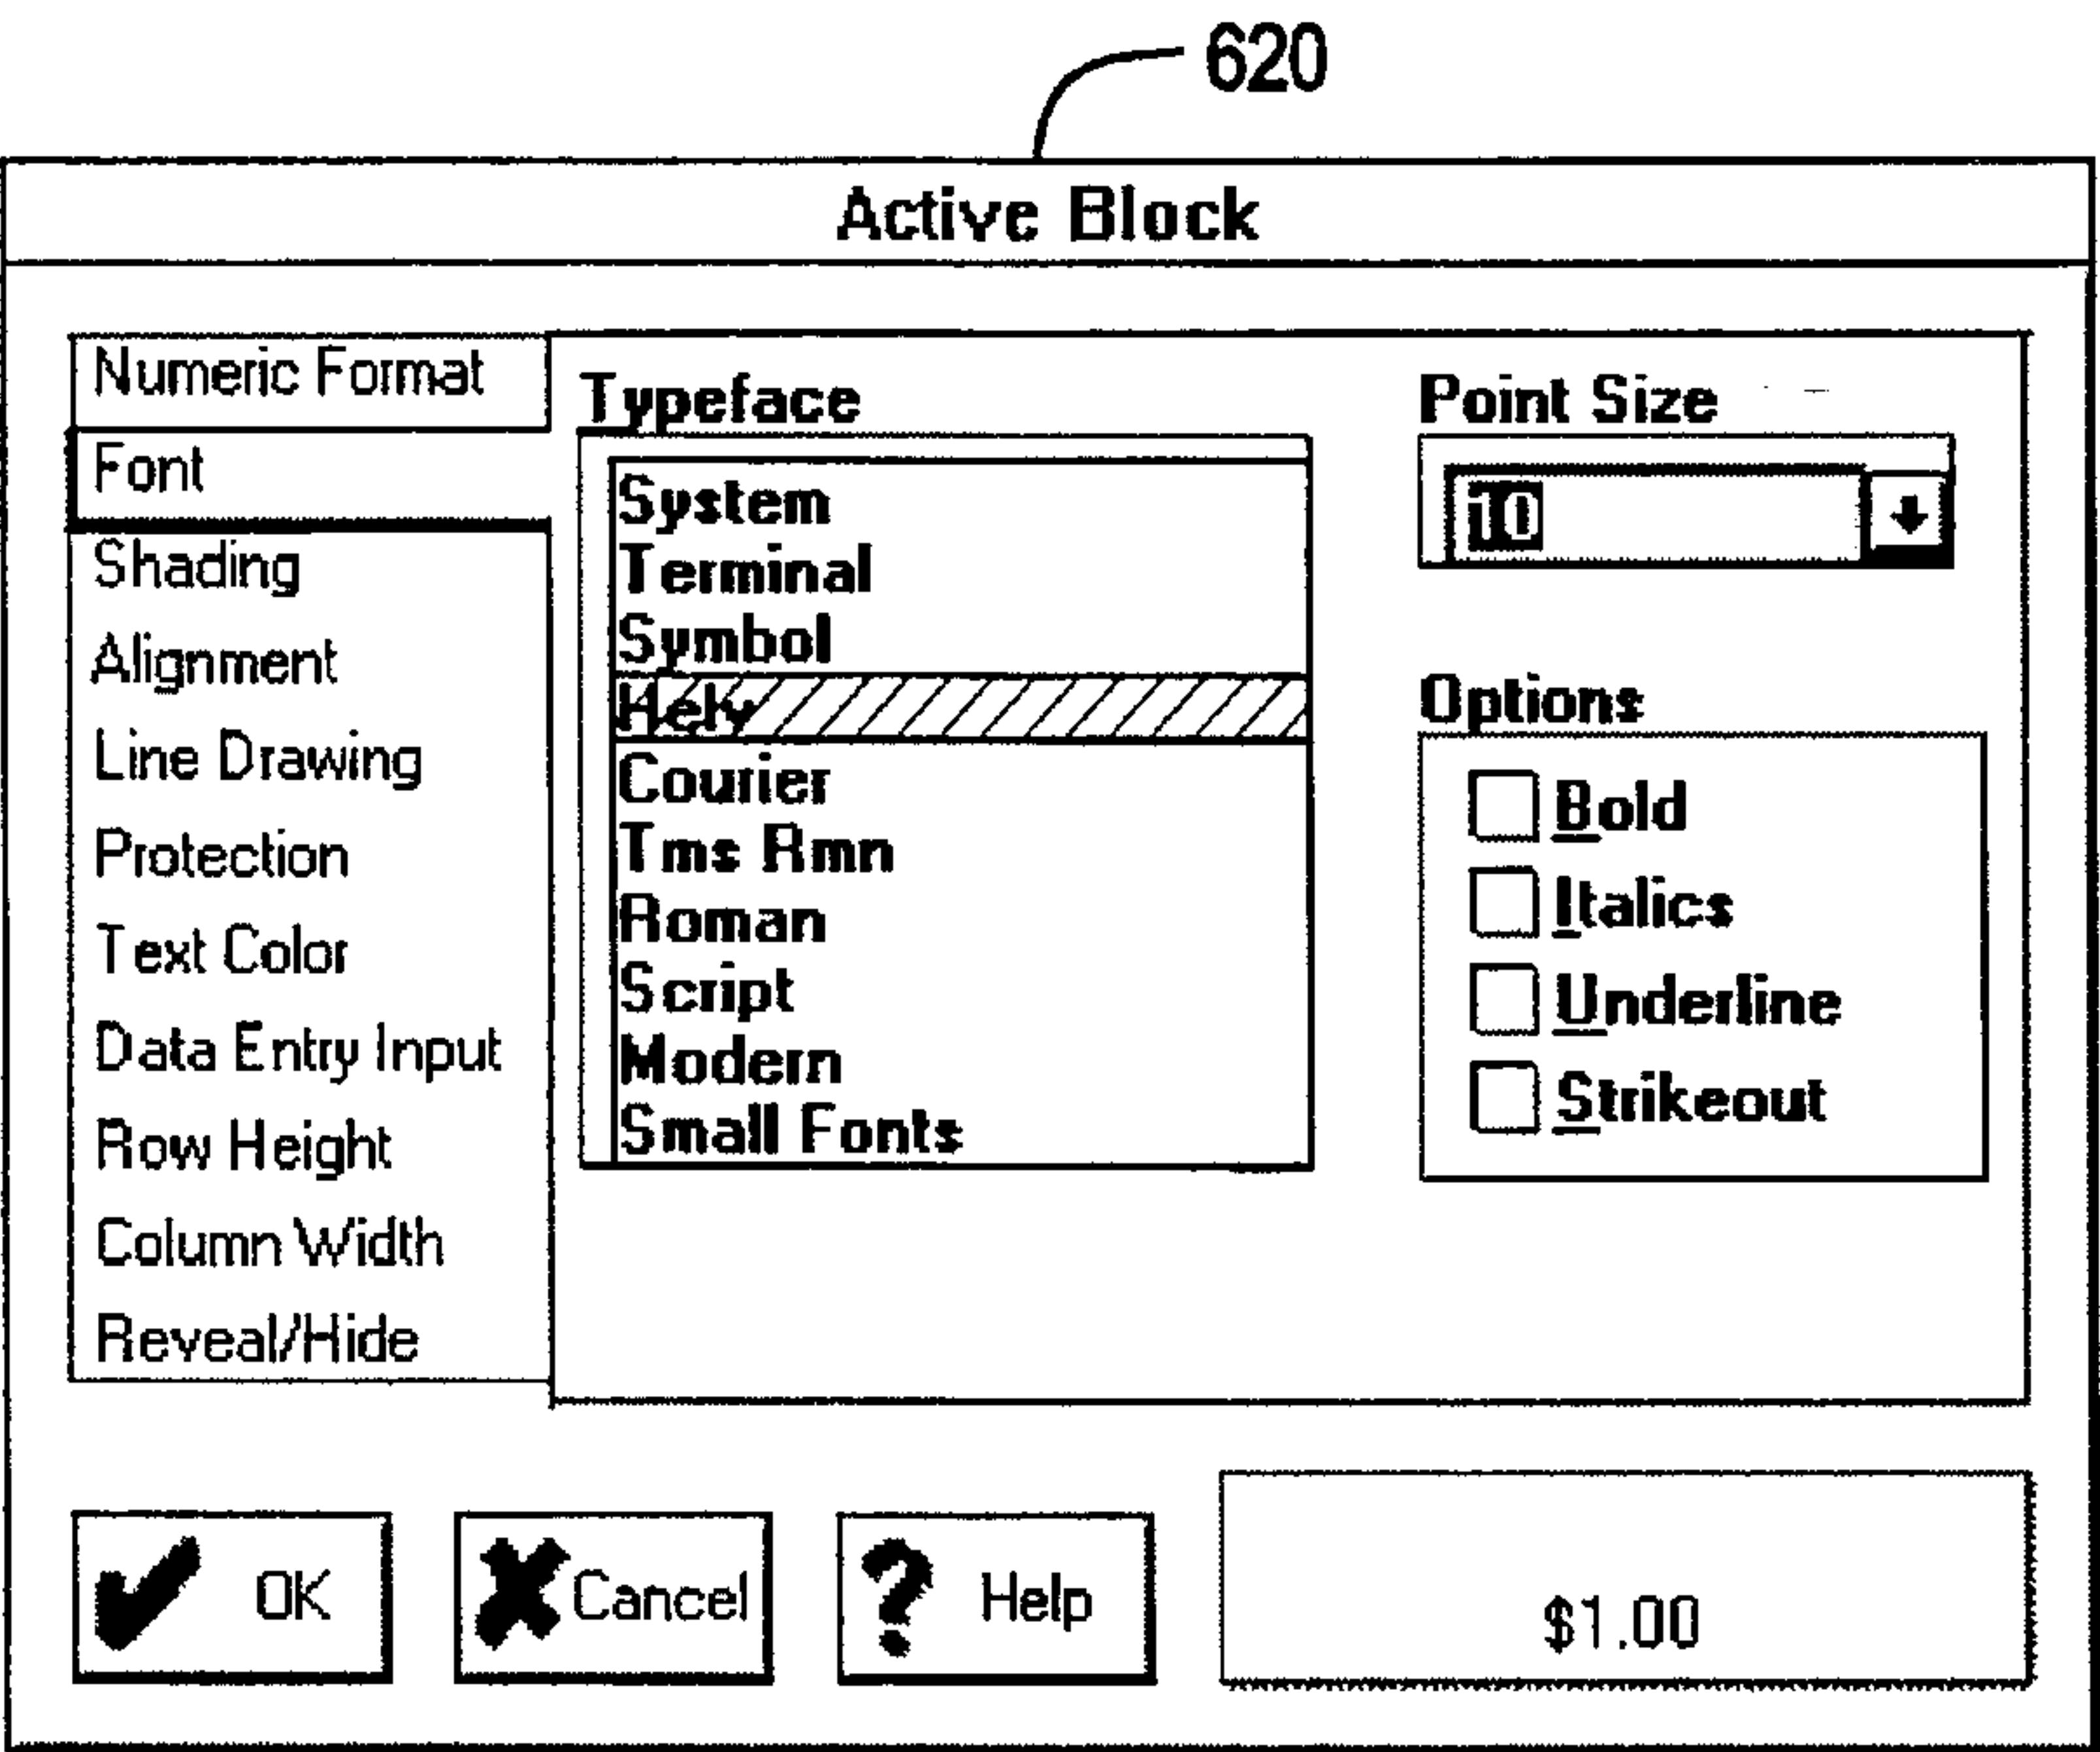 620
Active Block
Numeric Format
Font
Shading
Alignment
Line Drawing
Protection
Text Color
Data Entry Input
Row Height
Column Width
Reveal/Hide
Typeface
System
Terminal
Symbol
Helv
Courier
Tms Rmn
Roman
Script
Modern
Small Fonts
Point Size
10
Options
Bold
Italics
Underline
Strikeout
OK
Cancel
Help
$1.00